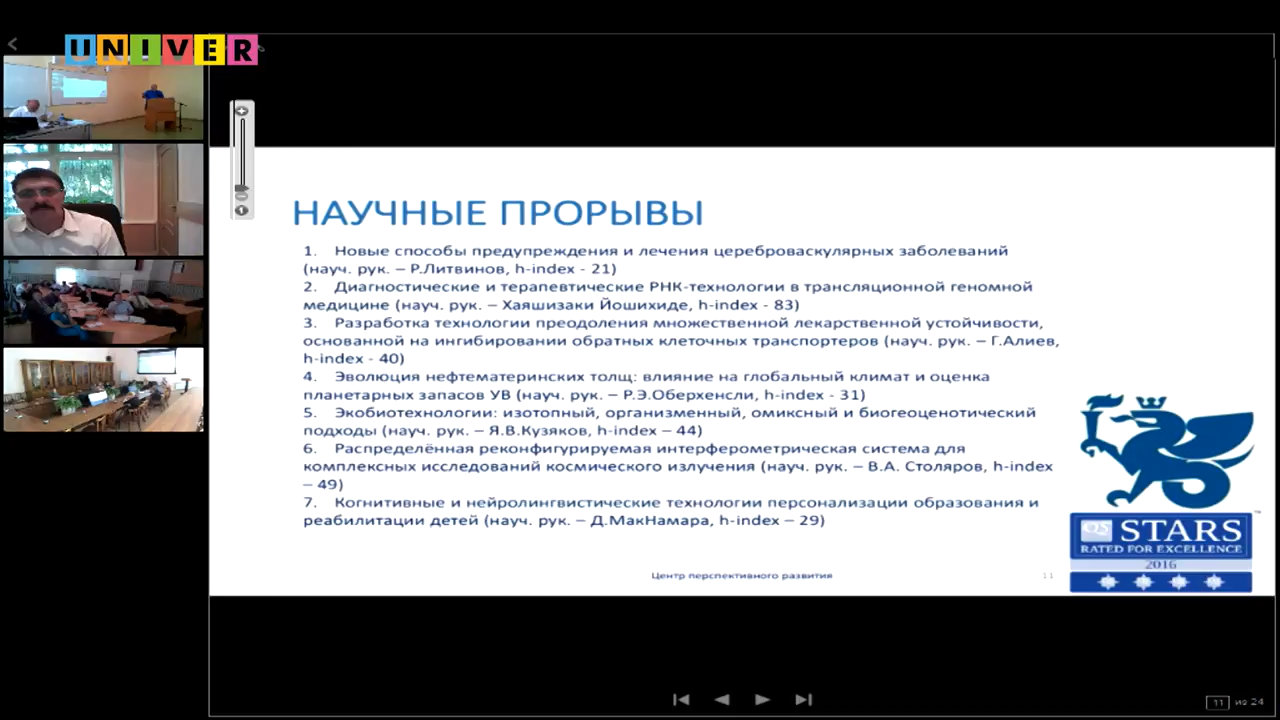 UNIVER
НАУЧНЫЕ ПРОРЫВЫ
1. Новые способы предупреждения и лечения цереброваскулярных заболеваний
(науч. рук. – Р.Литвинов, h-index - 21)
2. Диагностические и терапевтические РНК-технологии в трансляционной геномной
медицине (науч. рук. – Хаяшизаки Йошихиде, h-index - 83)
3. Разработка технологии преодоления множественной лекарственной устойчивости,
основанной на ингибировании обратных клеточных транспортеров (науч. рук. – Г.Алиев,
h-index - 40)
4. Эволюция нефтематеринских толщ: влияние на глобальный климат и оценка
планетарных запасов УВ (науч. рук. – Р.Э.Оберхенсли, h-index - 31)
5. Экобиотехнологии: изотопный, организменный, омиксный и биогеоценотический
подходы (науч. рук. – Я.В.Кузяков, h-index – 44)
6. Распределённая реконфигурируемая интерферометрическая система для
комплексных исследований космического излучения (науч. рук. – В.А. Столяров, h-index
– 49)
7. Когнитивные и нейролингвистические технологии персонализации образования и
реабилитации детей (науч. рук. – Д.МакНамара, h-index – 29)
QS STARS™
RATED FOR EXCELLENCE
2016
Центр перспективного развития
11
11 из 24